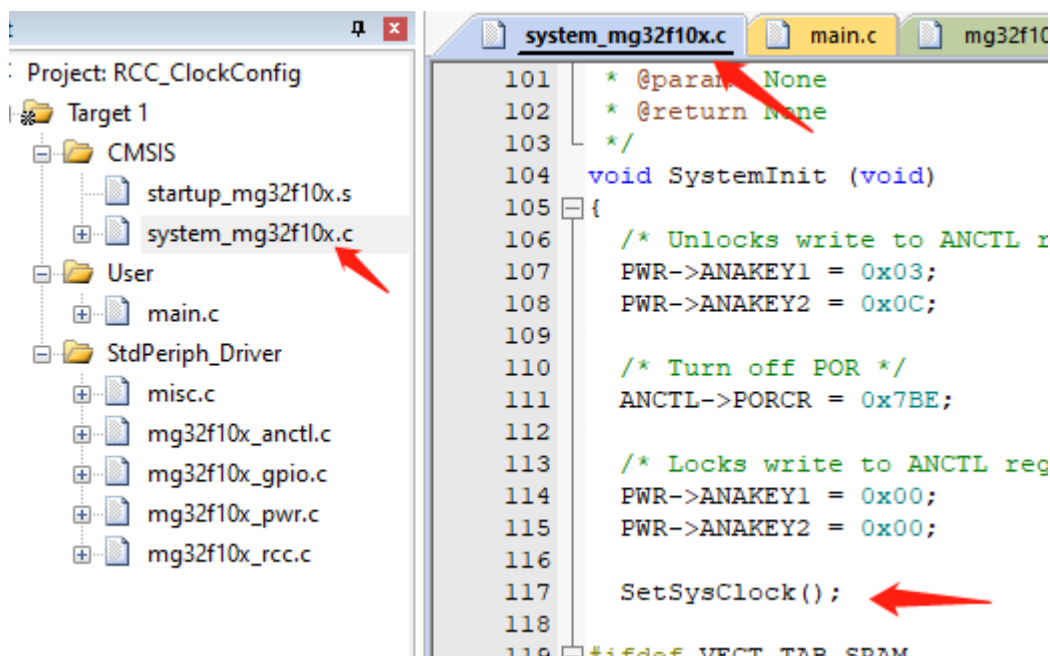 Project: RCC_ClockConfig
Target 1
CMSIS
startup_mg32f10x.s
system_mg32f10x.c
User
main.c
StdPeriph_Driver
misc.c
mg32f10x_anctl.c
mg32f10x_gpio.c
mg32f10x_pwr.c
mg32f10x_rcc.c
system_mg32f10x.c main.c mg32f10
101 * @param None
102 * @return None
103 */
104 void SystemInit (void)
105 {
106 /* Unlocks write to ANCTL r
107 PWR->ANAKEY1 = 0x03;
108 PWR->ANAKEY2 = 0x0C;
109
110 /* Turn off POR */
111 ANCTL->PORCR = 0x7BE;
112
113 /* Locks write to ANCTL reg
114 PWR->ANAKEY1 = 0x00;
115 PWR->ANAKEY2 = 0x00;
116
117 SetSysClock();
118
119 #ifdef VECT_TAB_SRAM